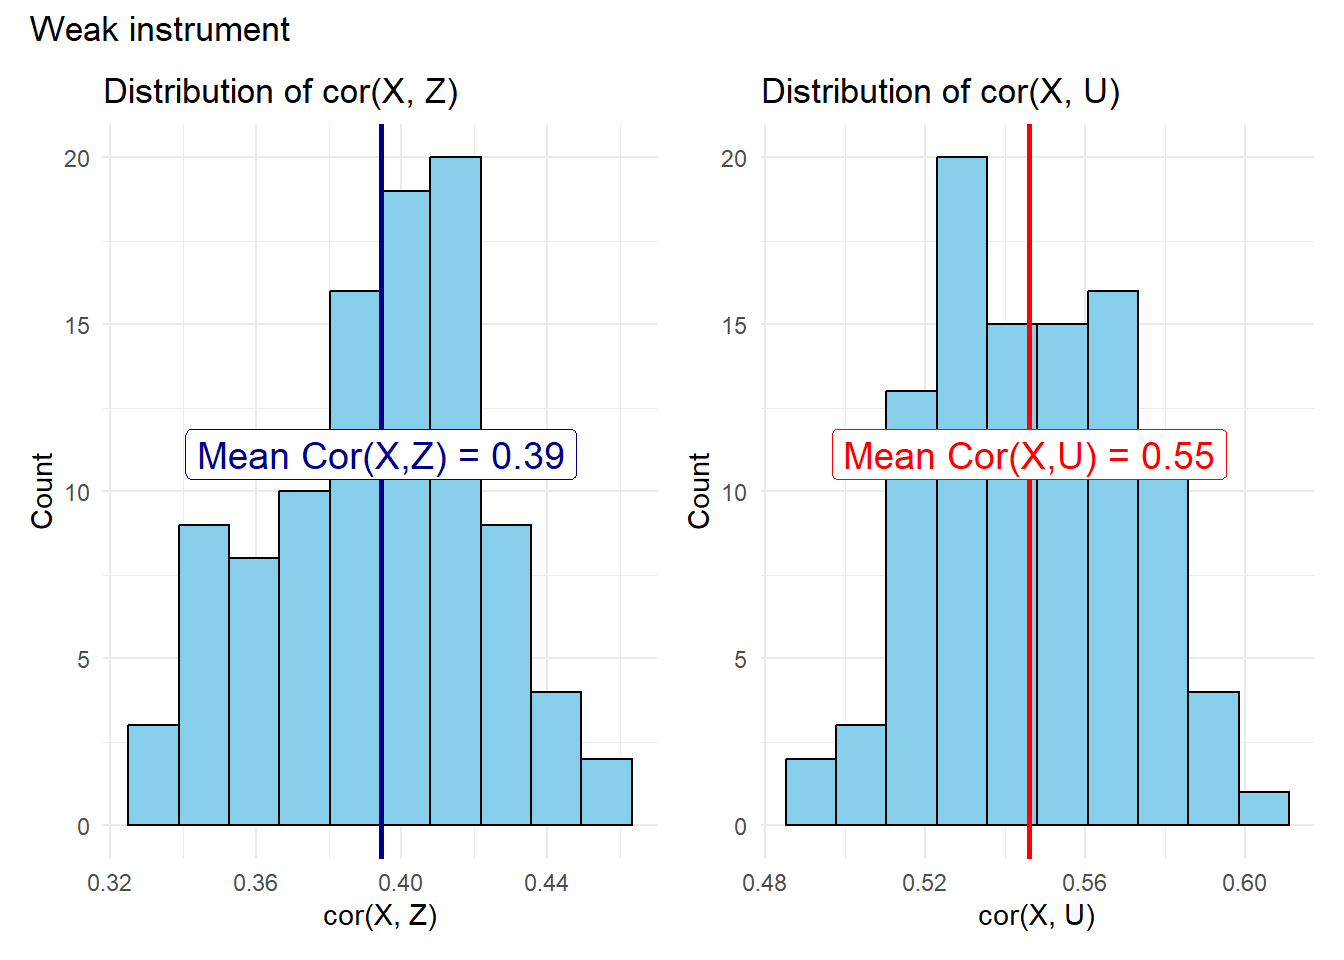 Weak instrument
Distribution of cor(X, Z)
20
15
10
5
0
Count
Mean Cor(X,Z) = 0.39
0.32 0.36 0.40 0.44
cor(X, Z)
Distribution of cor(X, U)
20
15
10
5
0
Count
Mean Cor(X,U) = 0.55
0.48 0.52 0.56 0.60
cor(X, U)